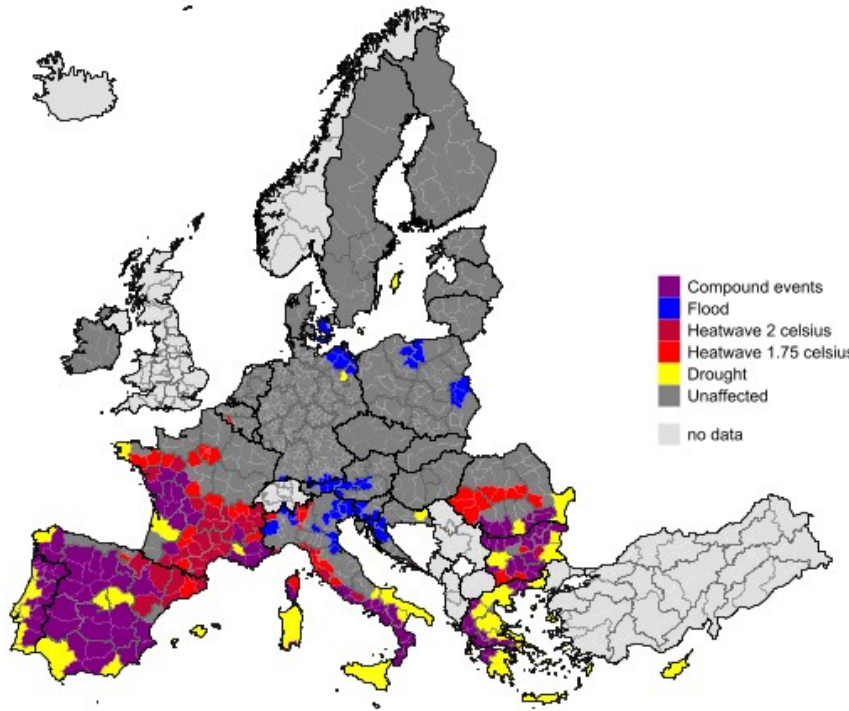 Compound events
Flood
Heatwave 2 celsius
Heatwave 1.75 celsius
Drought
Unaffected
no data